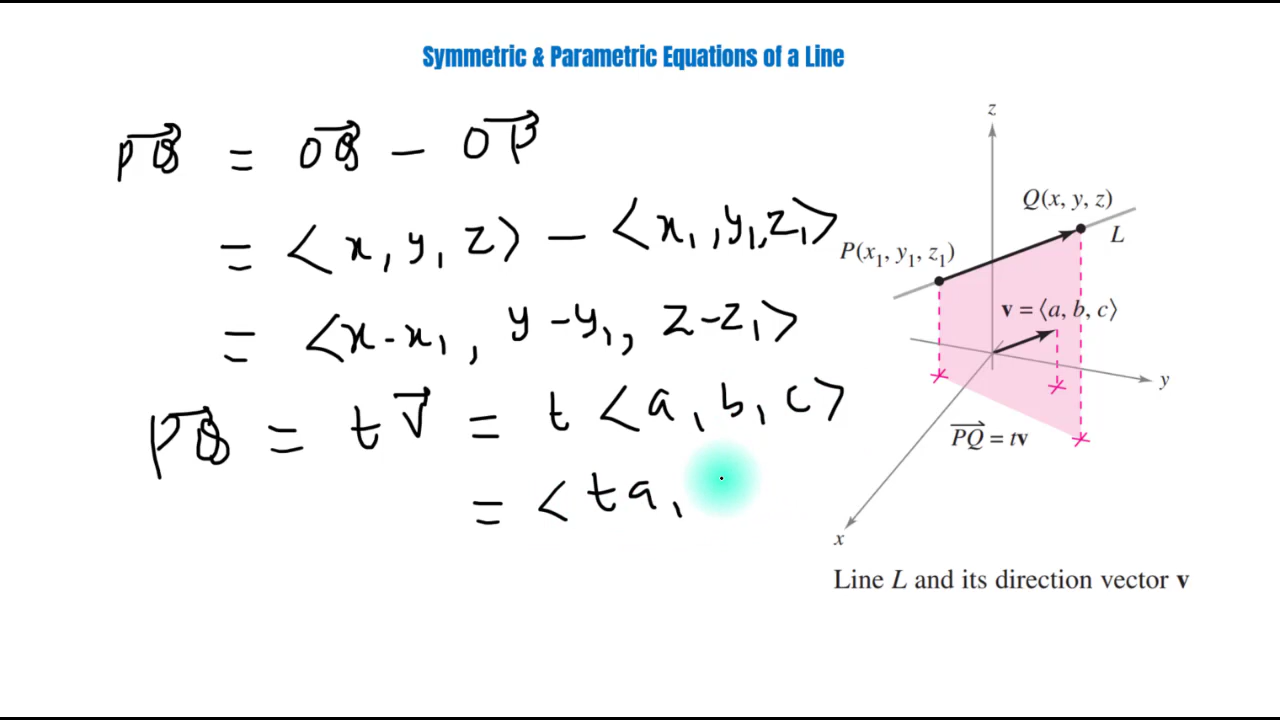 Symmetric & Parametric Equations of a Line
PQ⃗ = OQ⃗ − OP⃗
= ⟨x, y, z⟩ − ⟨x₁, y₁, z₁⟩
= ⟨x - x₁, y - y₁, z - z₁⟩
PQ⃗ = t V⃗ = t ⟨a, b, c⟩
= < ta,
z
Q(x, y, z)
L
P(x₁, y₁, z₁)
v = ⟨a, b, c⟩
y
PQ⃗ = tv
x
Line L and its direction vector v